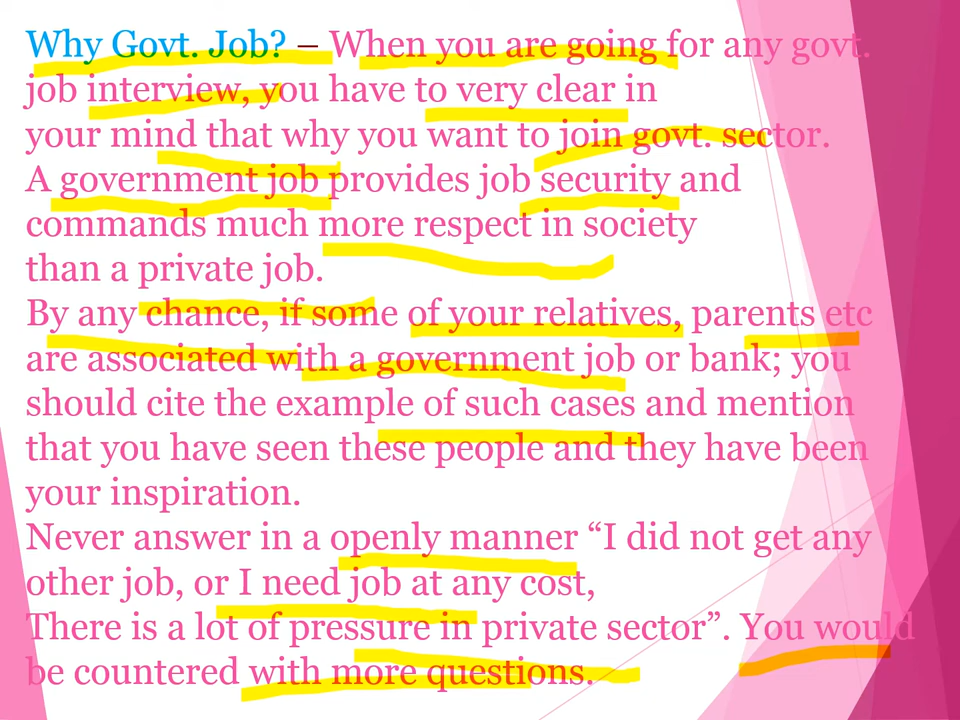 Why Govt. Job? – When you are going for any govt.
job interview, you have to very clear in
your mind that why you want to join govt. sector.
A government job provides job security and
commands much more respect in society
than a private job.
By any chance, if some of your relatives, parents etc
are associated with a government job or bank; you
should cite the example of such cases and mention
that you have seen these people and they have been
your inspiration.
Never answer in a openly manner “I did not get any
other job, or I need job at any cost,
There is a lot of pressure in private sector”. You would
be countered with more questions.